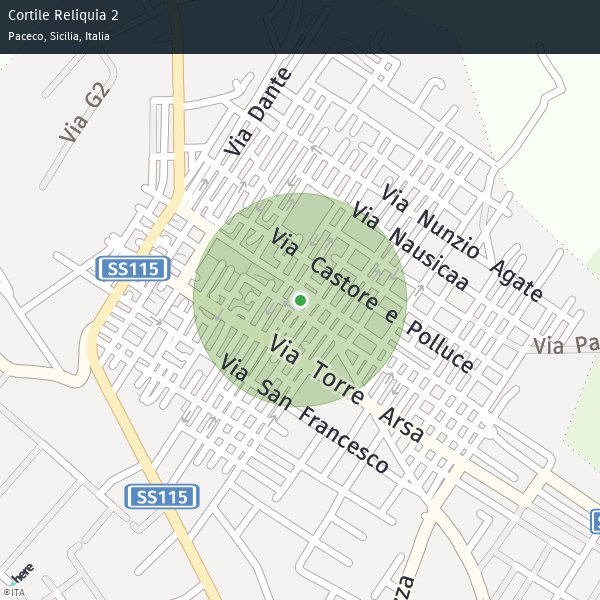 Cortile Reliquia 2
Paceco, Sicilia, Italia
Via G2
Via Dante
Via Nunzio Agate
Via Nausicaa
Via Castore e Polluce
SS115
Via Pa
Via Torre Arsa
Via San Francesco
SS115
S
za
here
©ITA